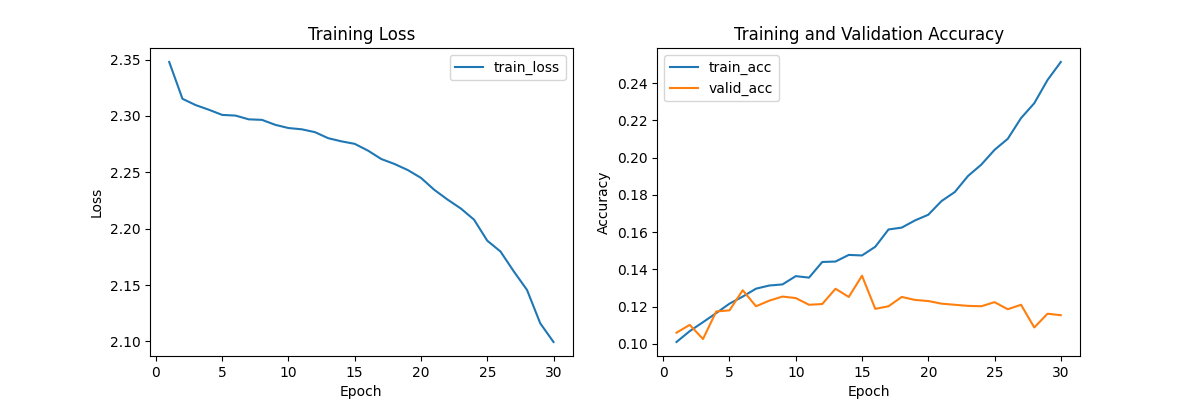 Training Loss
2.35
2.30
2.25
2.20
2.15
2.10
Loss
0 5 10 15 20 25 30
Epoch
train_loss
Training and Validation Accuracy
0.24
0.22
0.20
0.18
0.16
0.14
0.12
0.10
Accuracy
0 5 10 15 20 25 30
Epoch
train_acc
valid_acc